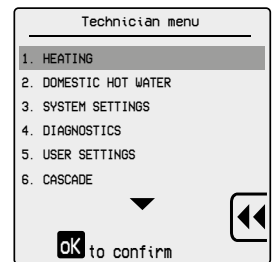 Technician menu
1. HEATING
2. DOMESTIC HOT WATER
3. SYSTEM SETTINGS
4. DIAGNOSTICS
5. USER SETTINGS
6. CASCADE
oK to confirm